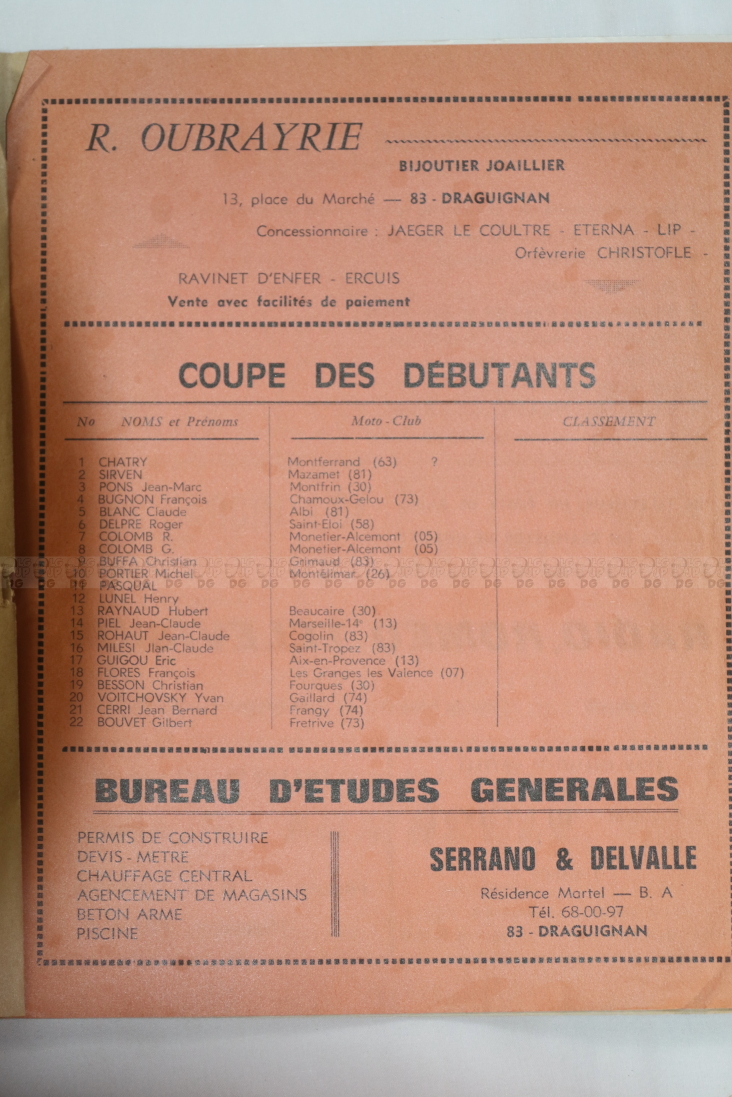 R. OUBRAYRIE
BIJOUTIER JOAILLIER
13, place du Marché — 83 - DRAGUIGNAN
Concessionnaire : JAEGER LE COULTRE - ETERNA - LIP -
Orfèvrerie CHRISTOFLE -
RAVINET D'ENFER - ERCUIS
Vente avec facilités de paiement
COUPE DES DÉBUTANTS
No NOMS et Prénoms Moto-Club CLASSEMENT
1 CHATRY Montferrand (63) ?
2 SIRVEN Mazamet (81)
3 PONS Jean-Marc Montfrin (30)
4 BUGNON François Chamoux-Gelou (73)
5 BLANC Claude Albi (81)
6 DELPRE Roger Saint-Eloi (58)
7 COLOMB R. Monetier-Alcemont (05)
8 COLOMB G. Monetier-Alcemont (05)
9 BUFFA Christian Grimaud (83)
10 PORTIER Michel Montélimar (26)
11 PASQUAL
12 LUNEL Henry
13 RAYNAUD Hubert Beaucaire (30)
14 PIEL Jean-Claude Marseille-14e (13)
15 ROHAUT Jean-Claude Cogolin (83)
16 MILESI Jlan-Claude Saint-Tropez (83)
17 GUIGOU Eric Aix-en-Provence (13)
18 FLORES François Les Granges les Valence (07)
19 BESSON Christian Fourques (30)
20 VOITCHOVSKY Yvan Gaillard (74)
21 CERRI Jean Bernard Frangy (74)
22 BOUVET Gilbert Fretrive (73)
BUREAU D'ETUDES GENERALES
PERMIS DE CONSTRUIRE
DEVIS - METRE
CHAUFFAGE CENTRAL
AGENCEMENT DE MAGASINS
BETON ARME
PISCINE
SERRANO & DELVALLE
Résidence Martel — B. A
Tél. 68-00-97
83 - DRAGUIGNAN